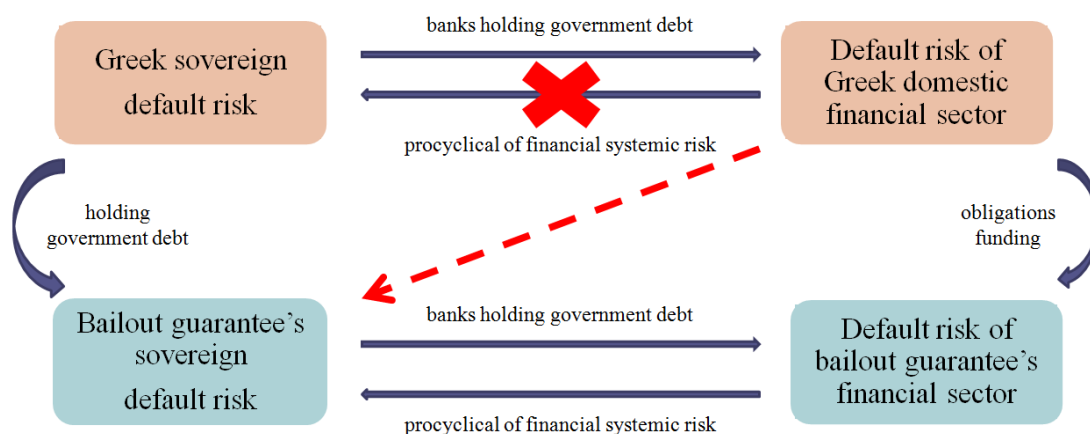 banks holding government debt
Greek sovereign
default risk
Default risk of
Greek domestic
financial sector
procyclical of financial systemic risk
holding
government debt
obligations
funding
Bailout guarantee's
sovereign
default risk
banks holding government debt
Default risk of
bailout guarantee's
financial sector
procyclical of financial systemic risk